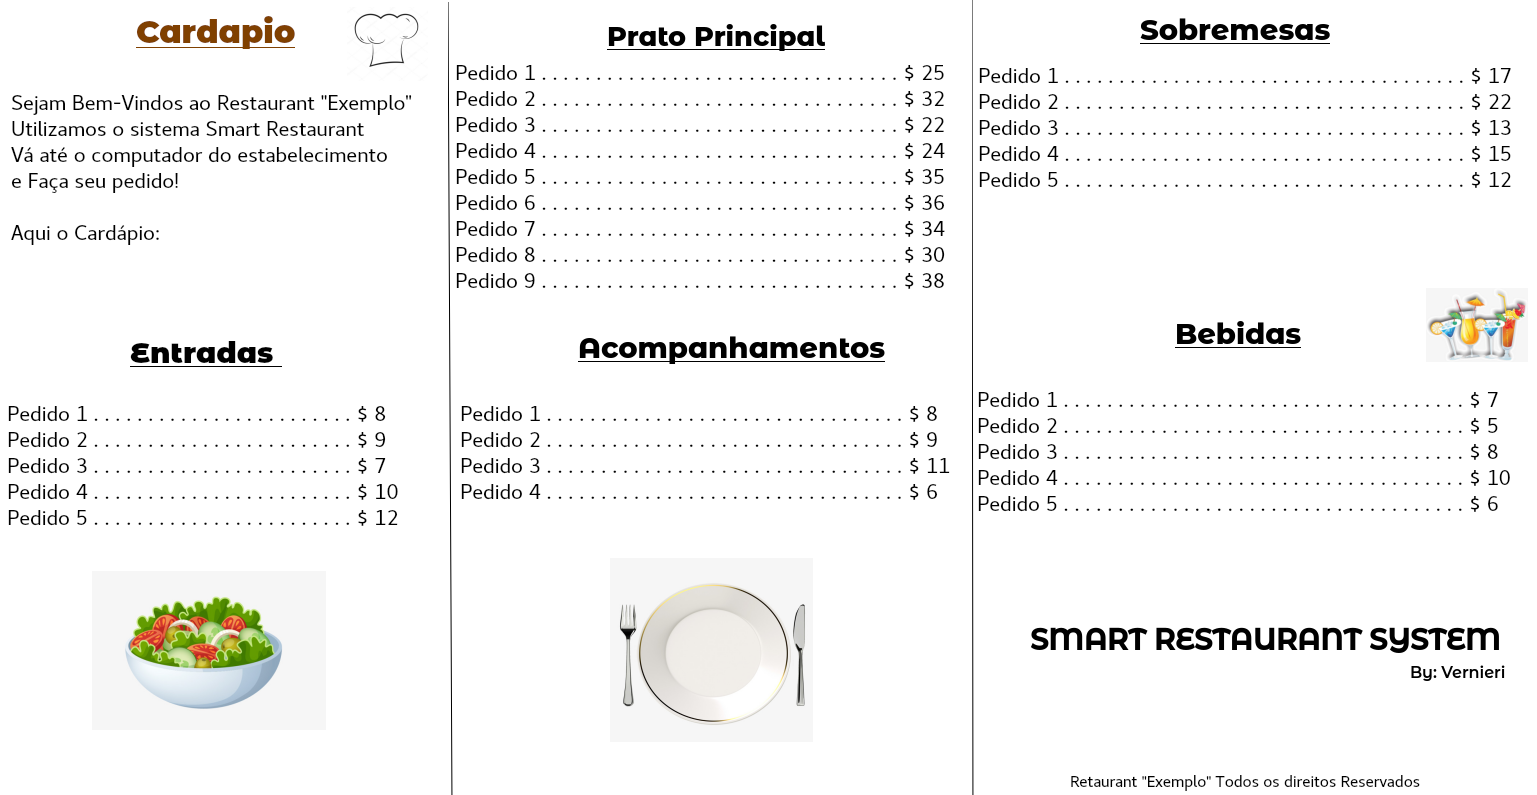 Cardapio
Sejam Bem-Vindos ao Restaurant "Exemplo"
Utilizamos o sistema Smart Restaurant
Vá até o computador do estabelecimento
e Faça seu pedido!
Aqui o Cardápio:
Entradas
Pedido 1 . . . . . . . . . . . . . . . . . . . . . . . . $ 8
Pedido 2 . . . . . . . . . . . . . . . . . . . . . . . . $ 9
Pedido 3 . . . . . . . . . . . . . . . . . . . . . . . . $ 7
Pedido 4 . . . . . . . . . . . . . . . . . . . . . . . . $ 10
Pedido 5 . . . . . . . . . . . . . . . . . . . . . . . . $ 12
Prato Principal
Pedido 1 . . . . . . . . . . . . . . . . . . . . . . . . . . . . . . . . . $ 25
Pedido 2 . . . . . . . . . . . . . . . . . . . . . . . . . . . . . . . . . $ 32
Pedido 3 . . . . . . . . . . . . . . . . . . . . . . . . . . . . . . . . . $ 22
Pedido 4 . . . . . . . . . . . . . . . . . . . . . . . . . . . . . . . . . $ 24
Pedido 5 . . . . . . . . . . . . . . . . . . . . . . . . . . . . . . . . . $ 35
Pedido 6 . . . . . . . . . . . . . . . . . . . . . . . . . . . . . . . . . $ 36
Pedido 7 . . . . . . . . . . . . . . . . . . . . . . . . . . . . . . . . . $ 34
Pedido 8 . . . . . . . . . . . . . . . . . . . . . . . . . . . . . . . . . $ 30
Pedido 9 . . . . . . . . . . . . . . . . . . . . . . . . . . . . . . . . . $ 38
Acompanhamentos
Pedido 1 . . . . . . . . . . . . . . . . . . . . . . . . . . . . . . . . . $ 8
Pedido 2 . . . . . . . . . . . . . . . . . . . . . . . . . . . . . . . . . $ 9
Pedido 3 . . . . . . . . . . . . . . . . . . . . . . . . . . . . . . . . . $ 11
Pedido 4 . . . . . . . . . . . . . . . . . . . . . . . . . . . . . . . . . $ 6
Sobremesas
Pedido 1 . . . . . . . . . . . . . . . . . . . . . . . . . . . . . . . . . . . . . $ 17
Pedido 2 . . . . . . . . . . . . . . . . . . . . . . . . . . . . . . . . . . . . . $ 22
Pedido 3 . . . . . . . . . . . . . . . . . . . . . . . . . . . . . . . . . . . . . $ 13
Pedido 4 . . . . . . . . . . . . . . . . . . . . . . . . . . . . . . . . . . . . . $ 15
Pedido 5 . . . . . . . . . . . . . . . . . . . . . . . . . . . . . . . . . . . . . $ 12
Bebidas
Pedido 1 . . . . . . . . . . . . . . . . . . . . . . . . . . . . . . . . . . . . . $ 7
Pedido 2 . . . . . . . . . . . . . . . . . . . . . . . . . . . . . . . . . . . . . $ 5
Pedido 3 . . . . . . . . . . . . . . . . . . . . . . . . . . . . . . . . . . . . . $ 8
Pedido 4 . . . . . . . . . . . . . . . . . . . . . . . . . . . . . . . . . . . . . $ 10
Pedido 5 . . . . . . . . . . . . . . . . . . . . . . . . . . . . . . . . . . . . . $ 6
SMART RESTAURANT SYSTEM
By: Vernieri
Retaurant "Exemplo" Todos os direitos Reservados